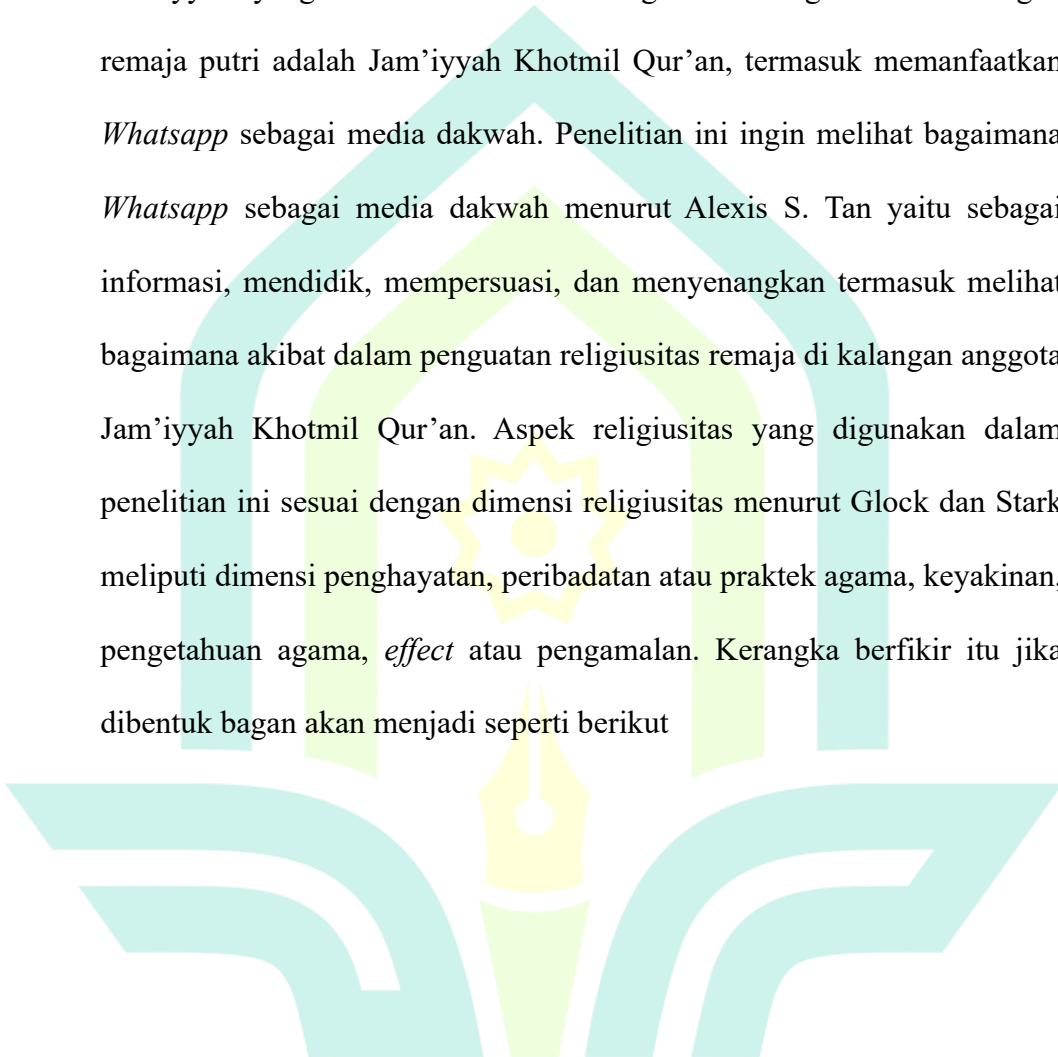 remaja putri adalah Jam’iyyah Khotmil Qur’an, termasuk memanfaatkan
Whatsapp sebagai media dakwah. Penelitian ini ingin melihat bagaimana
Whatsapp sebagai media dakwah menurut Alexis S. Tan yaitu sebagai
informasi, mendidik, mempersuasi, dan menyenangkan termasuk melihat
bagaimana akibat dalam penguatan religiusitas remaja di kalangan anggota
Jam’iyyah Khotmil Qur’an. Aspek religiusitas yang digunakan dalam
penelitian ini sesuai dengan dimensi religiusitas menurut Glock dan Stark
meliputi dimensi penghayatan, peribadatan atau praktek agama, keyakinan,
pengetahuan agama, effect atau pengamalan. Kerangka berfikir itu jika
dibentuk bagan akan menjadi seperti berikut